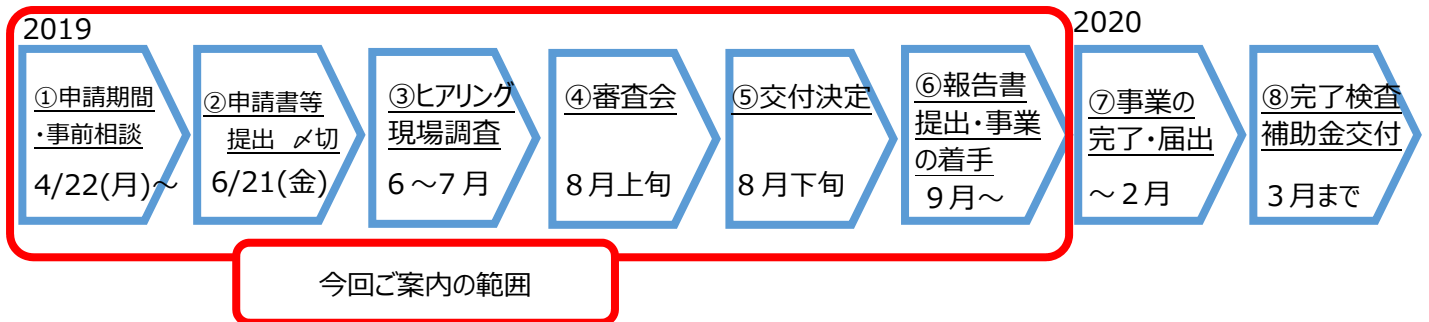 2019
①申請期間
・事前相談
4/22(月)～
②申請書等
提出 〆切
6/21(金)
③ヒアリング
現場調査
６～７月
④審査会
８月上旬
⑤交付決定
８月下旬
⑥報告書
提出・事業
の着手
９月～
2020
⑦事業の
完了・届出
～２月
⑧完了検査
補助金交付
３月まで
今回ご案内の範囲